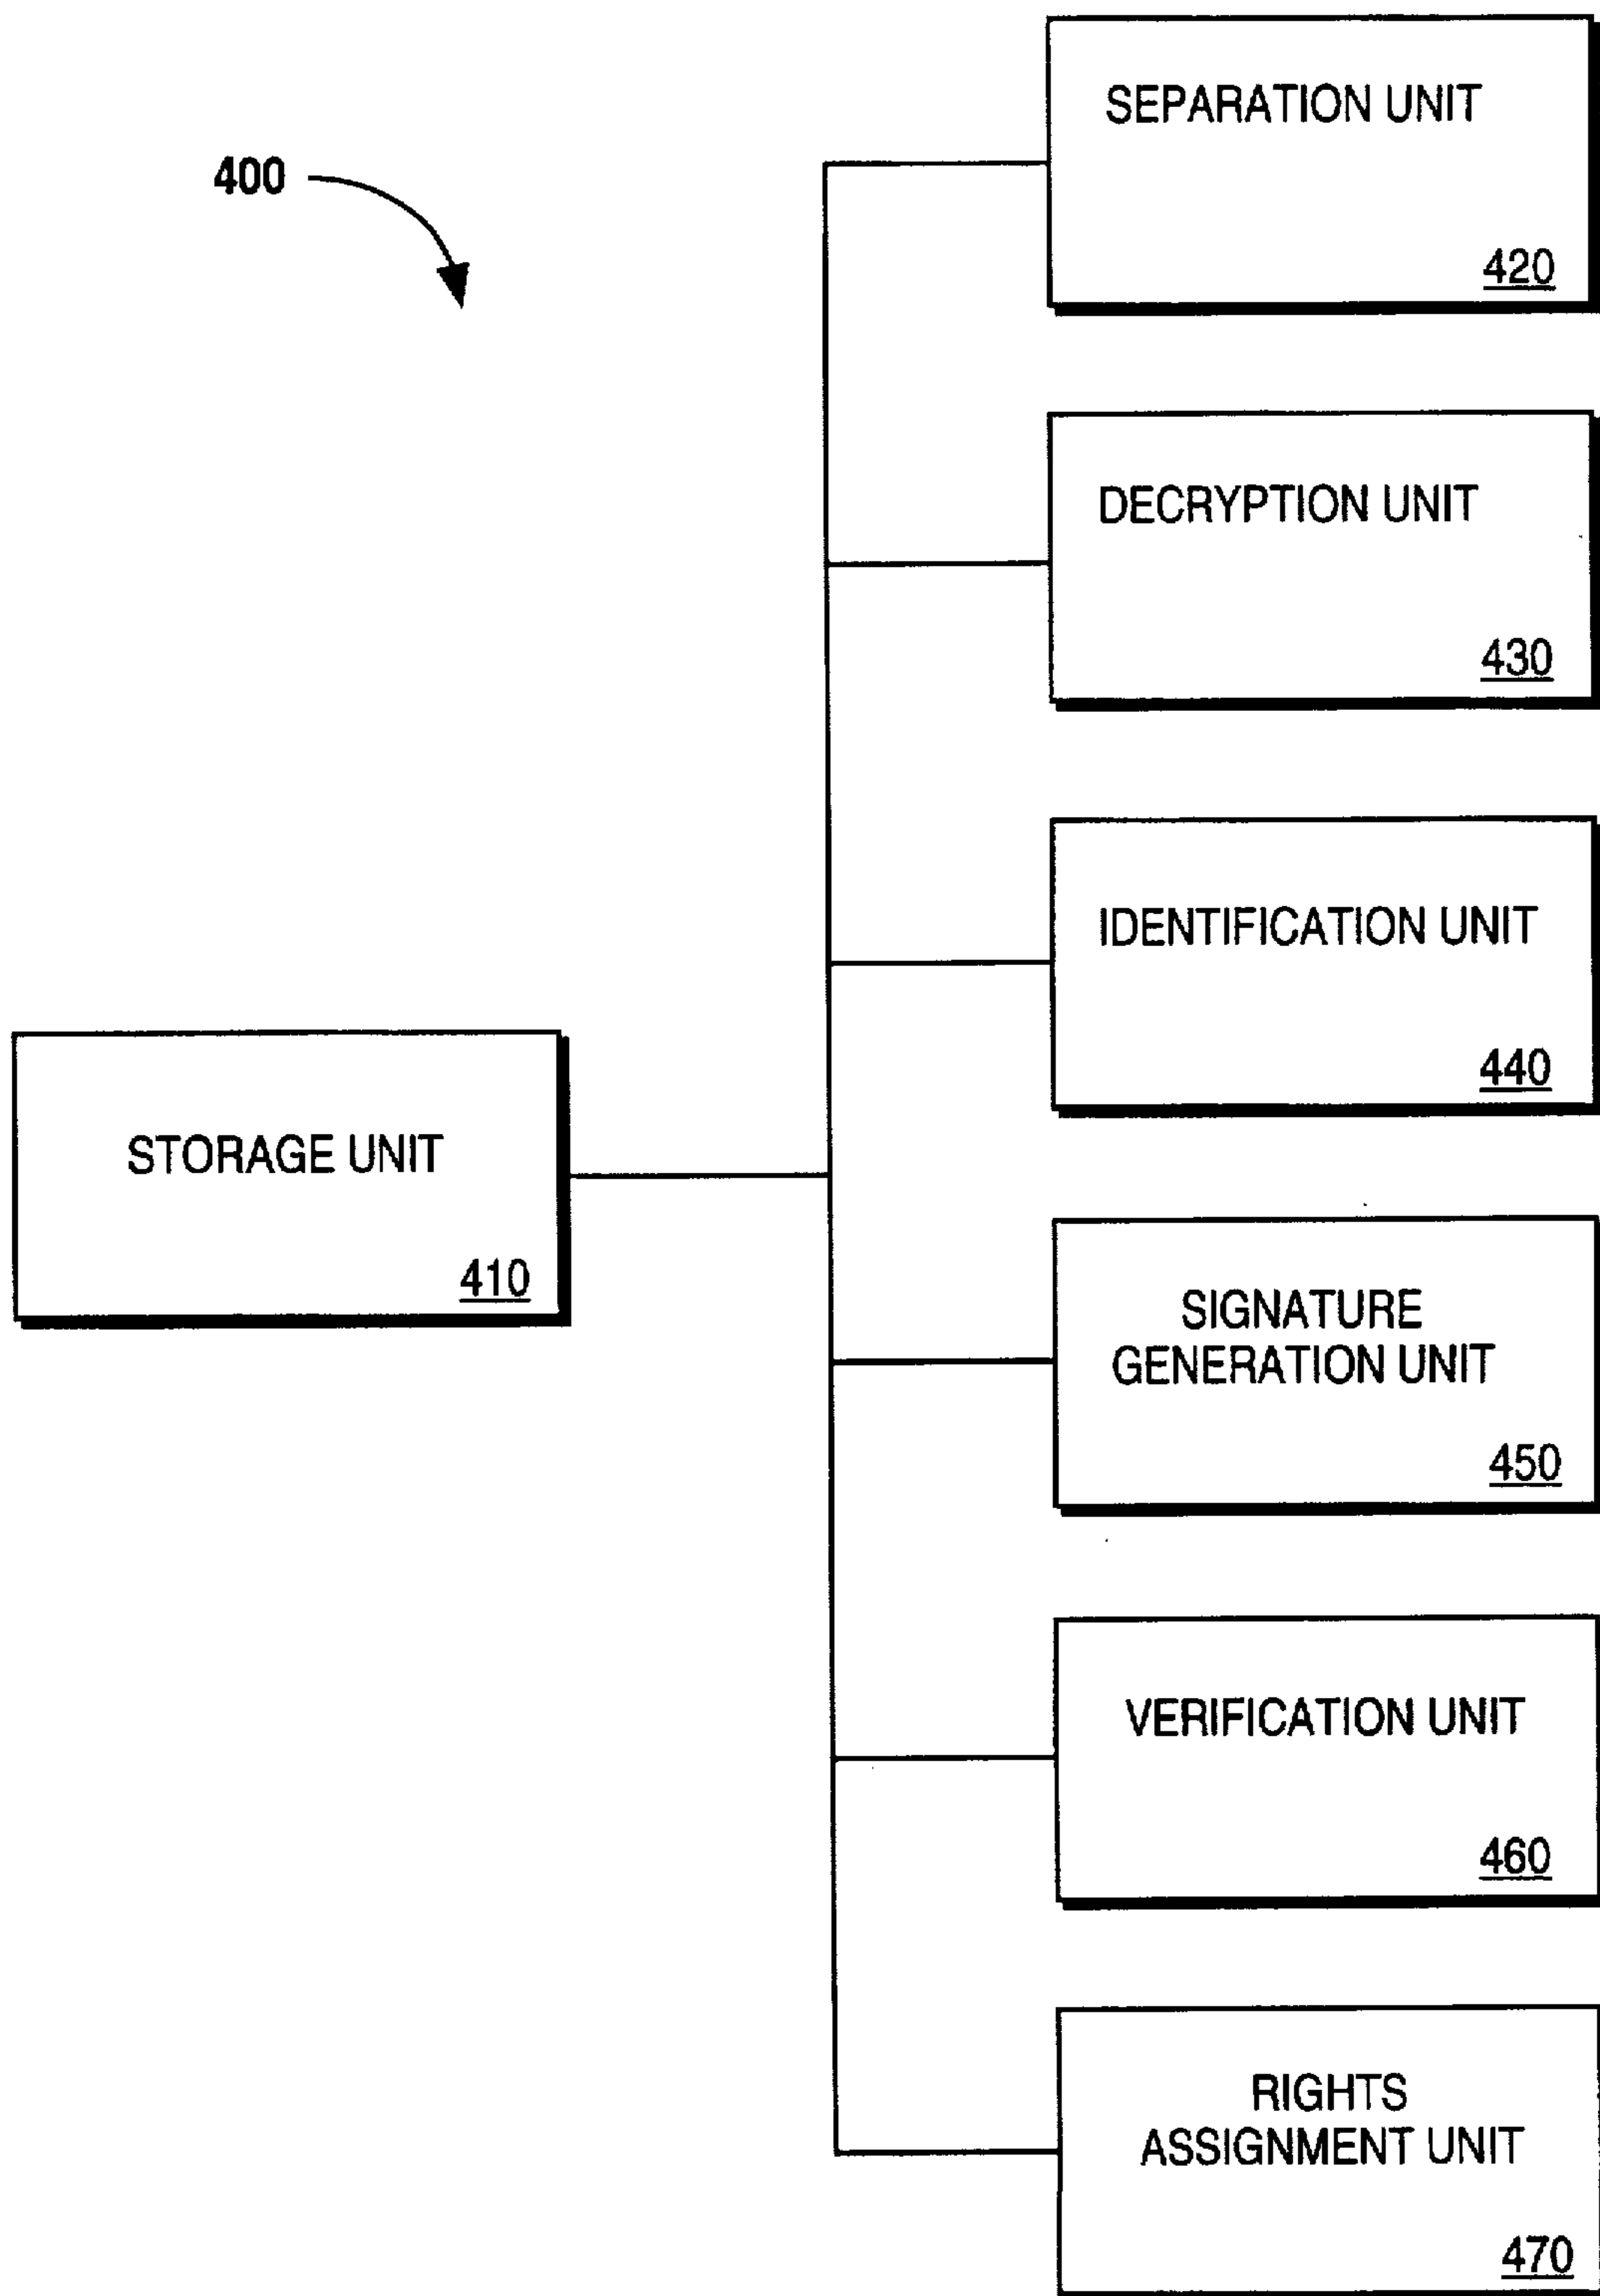 400
SEPARATION UNIT
420
DECRYPTION UNIT
430
IDENTIFICATION UNIT
440
STORAGE UNIT
410
SIGNATURE
GENERATION UNIT
450
VERIFICATION UNIT
460
RIGHTS
ASSIGNMENT UNIT
470